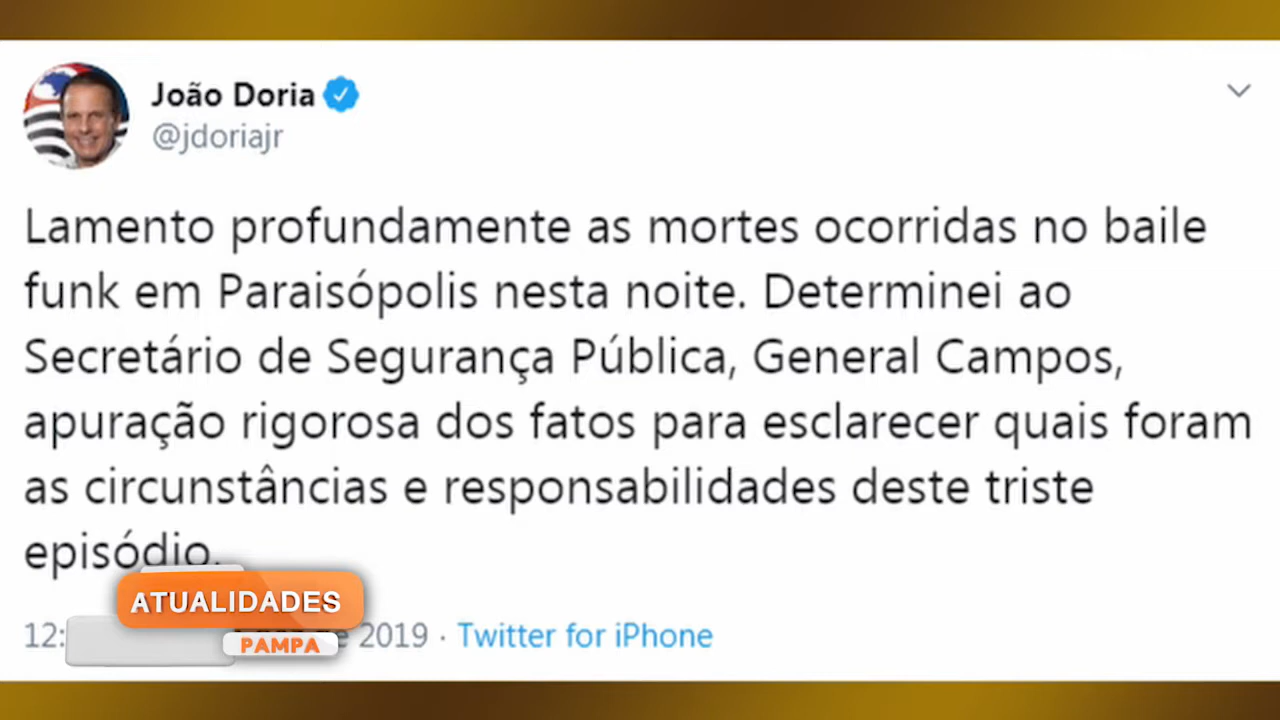 João Doria
@jdoriajr
Lamento profundamente as mortes ocorridas no baile
funk em Paraisópolis nesta noite. Determinei ao
Secretário de Segurança Pública, General Campos,
apuração rigorosa dos fatos para esclarecer quais foram
as circunstâncias e responsabilidades deste triste
episódio.
ATUALIDADES
12: 2019 · Twitter for iPhone
PAMPA